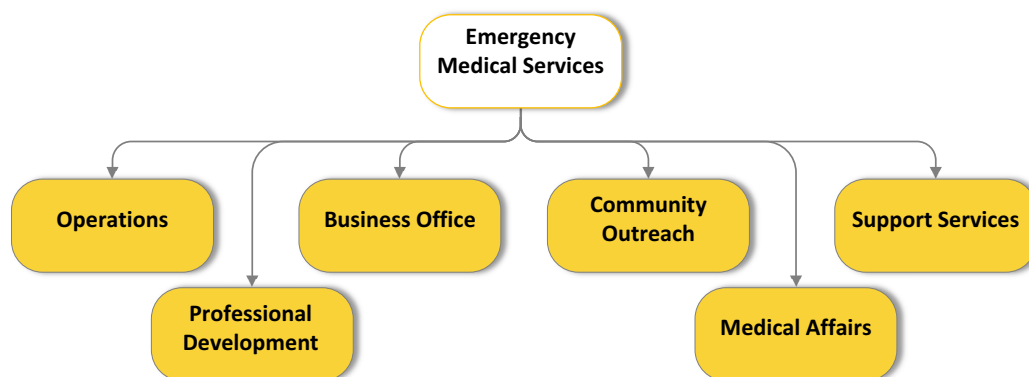 Emergency
Medical Services
Operations
Business Office
Community
Outreach
Support Services
Professional
Development
Medical Affairs